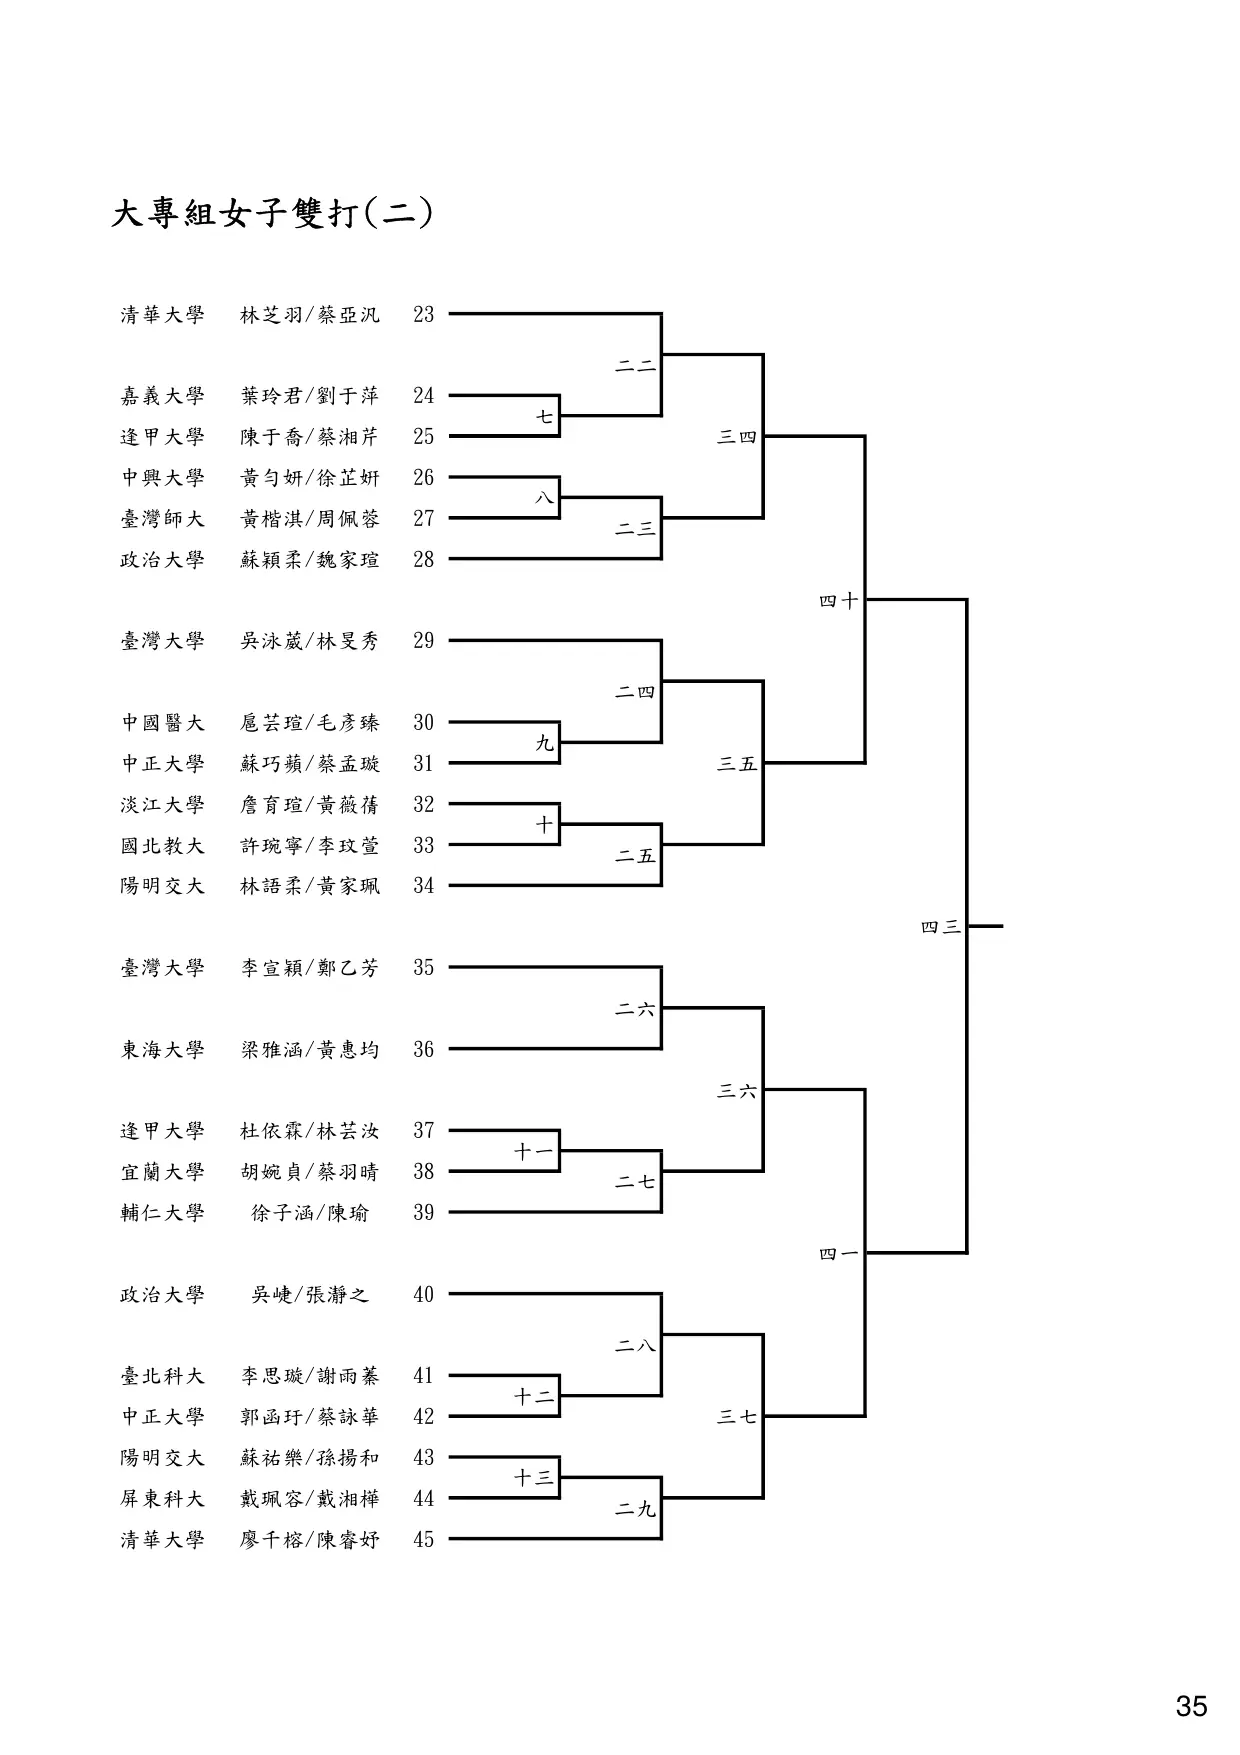 大專組女子雙打(二)
清華大學 林芝羽/蔡亞汎 23
二二
嘉義大學 葉玲君/劉于萍 24
七
逢甲大學 陳于喬/蔡湘芹 25
三四
中興大學 黃勻妍/徐芷姸 26
八
臺灣師大 黃楷淇/周佩蓉 27
二三
政治大學 蘇穎柔/魏家瑄 28
四十
臺灣大學 吳泳葳/林旻秀 29
二四
中國醫大 扈芸瑄/毛彥臻 30
九
中正大學 蘇巧蘋/蔡孟璇 31
三五
淡江大學 詹育瑄/黃薇蒨 32
十
國北教大 許琬寧/李玟萱 33
二五
陽明交大 林語柔/黃家珮 34
四三
臺灣大學 李宣穎/鄭乙芳 35
二六
東海大學 梁雅涵/黃惠均 36
三六
逢甲大學 杜依霖/林芸汝 37
十一
宜蘭大學 胡婉貞/蔡羽晴 38
二七
輔仁大學 徐子涵/陳瑜 39
四一
政治大學 吳崨/張瀞之 40
二八
臺北科大 李思璇/謝雨蓁 41
十二
中正大學 郭函玗/蔡詠華 42
三七
陽明交大 蘇祐樂/孫揚和 43
十三
屏東科大 戴珮容/戴湘樺 44
二九
清華大學 廖千榕/陳睿妤 45
35